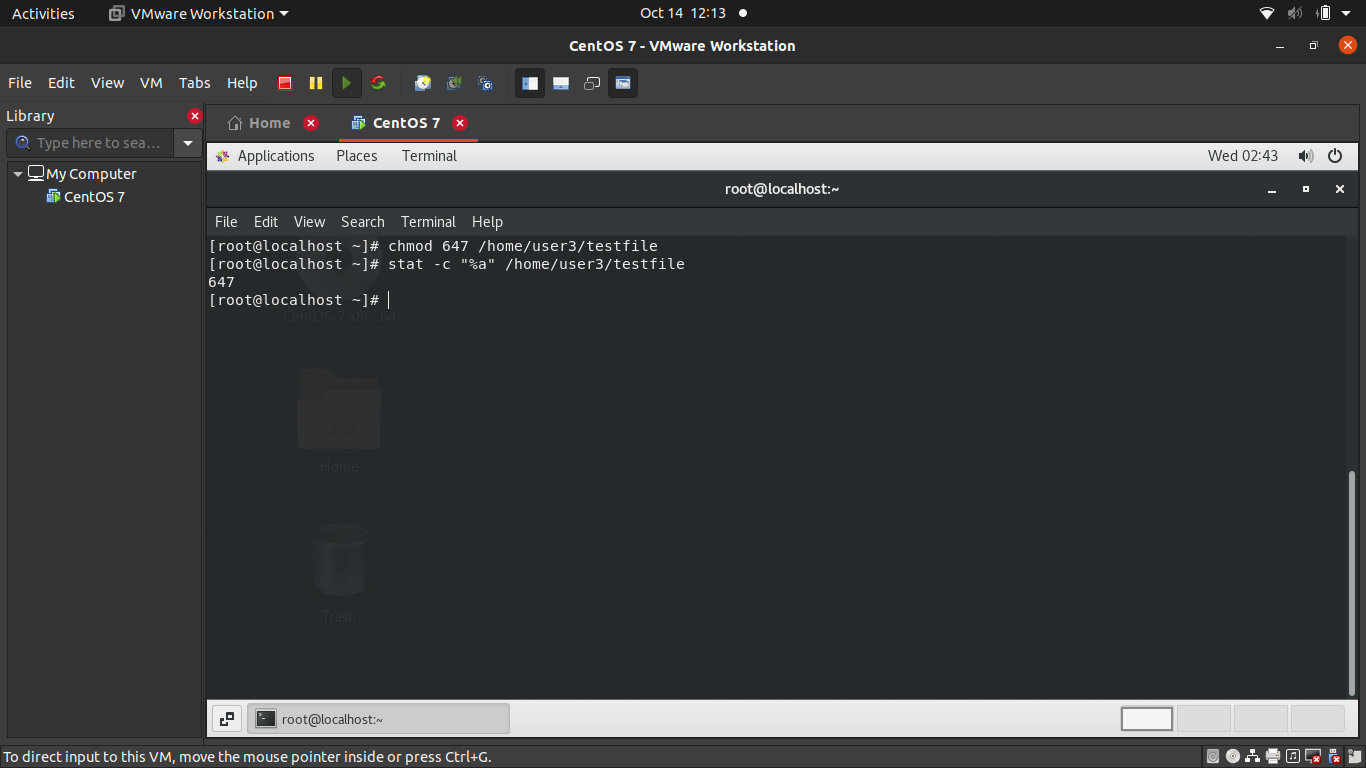 Activities VMware Workstation Oct 14 12:13
CentOS 7 - VMware Workstation
File Edit View VM Tabs Help
Library
Home CentOS 7
Type here to sea…
My Computer
CentOS 7
Applications Places Terminal Wed 02:43
root@localhost:~
File Edit View Search Terminal Help
[root@localhost ~]# chmod 647 /home/user3/testfile
[root@localhost ~]# stat -c "%a" /home/user3/testfile
647
[root@localhost ~]#
CentOS 7 x86_64
Home
Trash
root@localhost:~
To direct input to this VM, move the mouse pointer inside or press Ctrl+G.